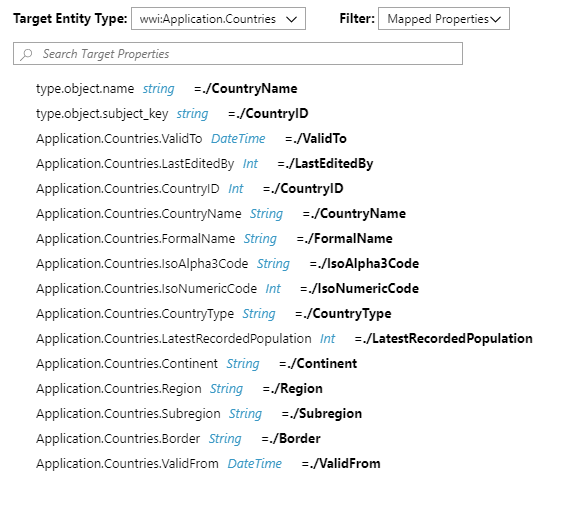 Target Entity Type: wwi:Application.Countries Filter: Mapped Properties
Search Target Properties
type.object.name string =./CountryName
type.object.subject_key string =./CountryID
Application.Countries.ValidTo DateTime =./ValidTo
Application.Countries.LastEditedBy Int =./LastEditedBy
Application.Countries.CountryID Int =./CountryID
Application.Countries.CountryName String =./CountryName
Application.Countries.FormalName String =./FormalName
Application.Countries.IsoAlpha3Code String =./IsoAlpha3Code
Application.Countries.IsoNumericCode Int =./IsoNumericCode
Application.Countries.CountryType String =./CountryType
Application.Countries.LatestRecordedPopulation Int =./LatestRecordedPopulation
Application.Countries.Continent String =./Continent
Application.Countries.Region String =./Region
Application.Countries.Subregion String =./Subregion
Application.Countries.Border String =./Border
Application.Countries.ValidFrom DateTime =./ValidFrom